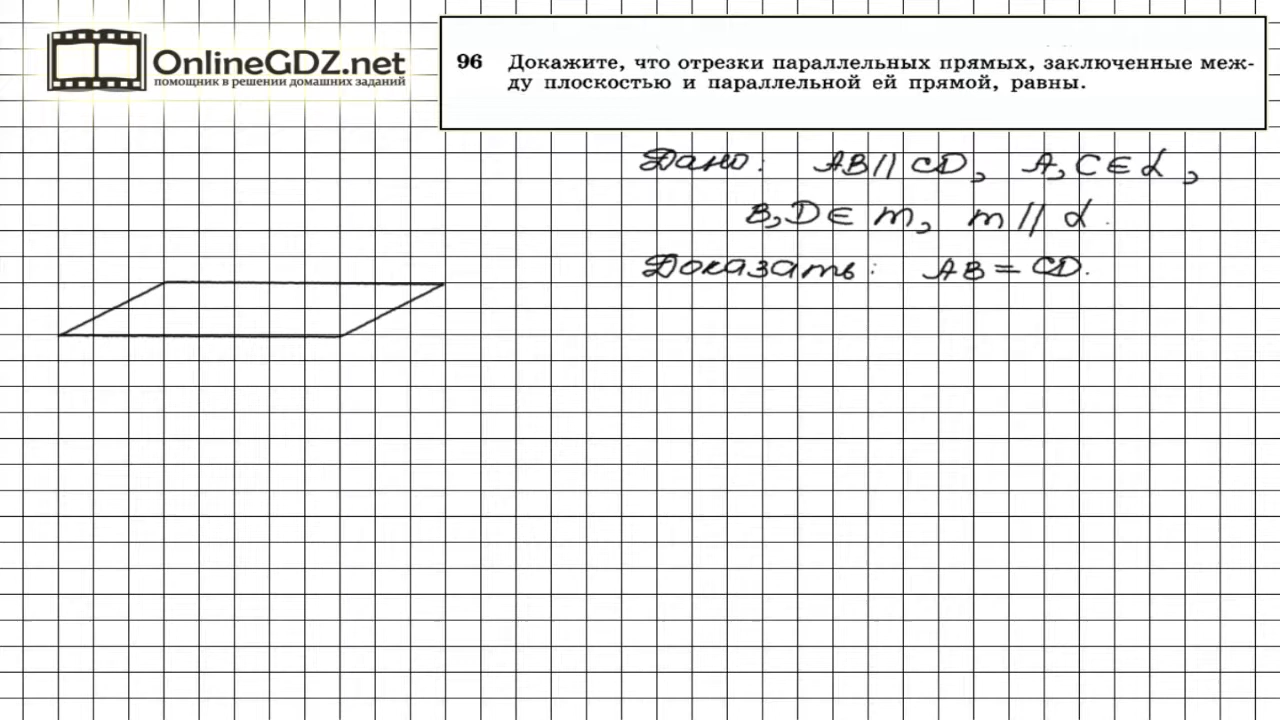 OnlineGDZ.net
помощник в решении домашних заданий
96 Докажите, что отрезки параллельных прямых, заключенные меж-
ду плоскостью и параллельной ей прямой, равны.
Дано: AB || CD, A, C ∈ α,
B, D ∈ m, m || α.
Доказать: AB = CD.